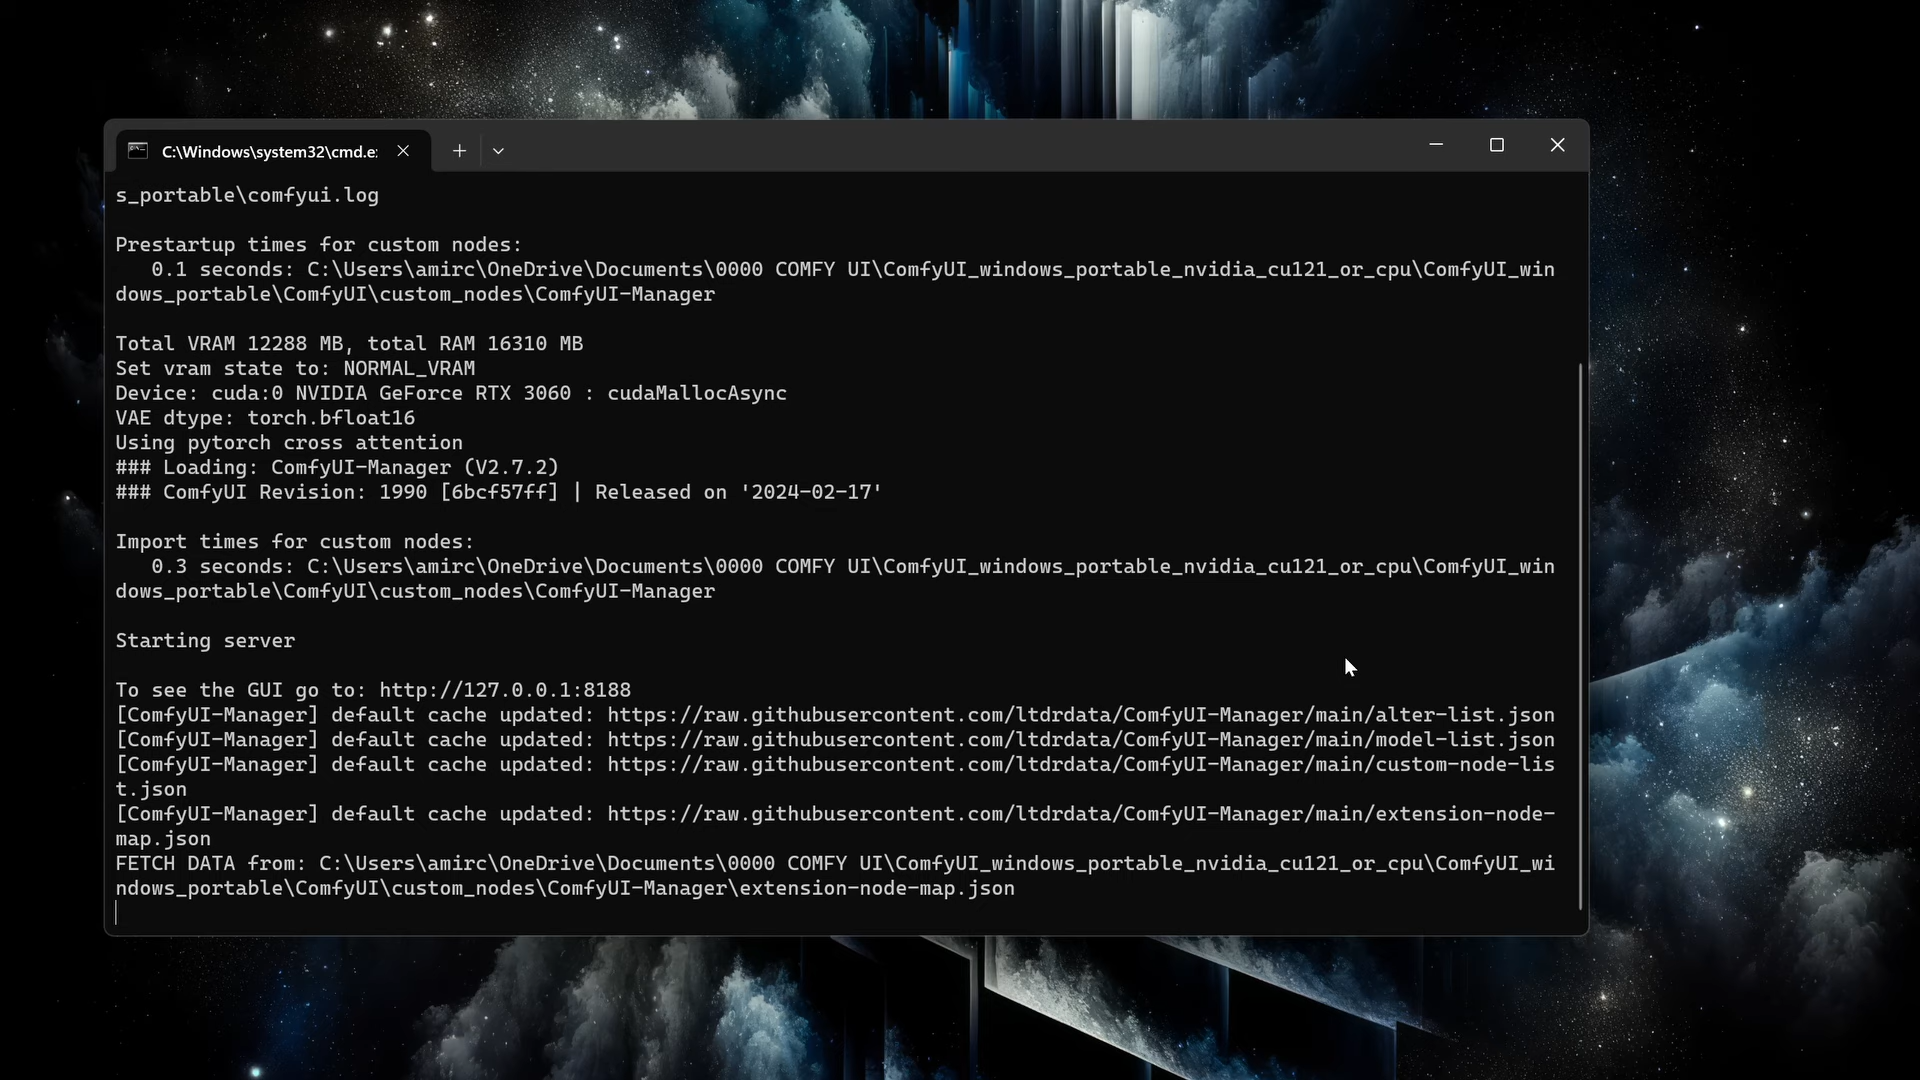 C:\Windows\system32\cmd.e:
s_portable\comfyui.log
Prestartup times for custom nodes:
   0.1 seconds: C:\Users\amirc\OneDrive\Documents\0000 COMFY UI\ComfyUI_windows_portable_nvidia_cu121_or_cpu\ComfyUI_win
dows_portable\ComfyUI\custom_nodes\ComfyUI-Manager
Total VRAM 12288 MB, total RAM 16310 MB
Set vram state to: NORMAL_VRAM
Device: cuda:0 NVIDIA GeForce RTX 3060 : cudaMallocAsync
VAE dtype: torch.bfloat16
Using pytorch cross attention
### Loading: ComfyUI-Manager (V2.7.2)
### ComfyUI Revision: 1990 [6bcf57ff] | Released on '2024-02-17'
Import times for custom nodes:
   0.3 seconds: C:\Users\amirc\OneDrive\Documents\0000 COMFY UI\ComfyUI_windows_portable_nvidia_cu121_or_cpu\ComfyUI_win
dows_portable\ComfyUI\custom_nodes\ComfyUI-Manager
Starting server
To see the GUI go to: http://127.0.0.1:8188
[ComfyUI-Manager] default cache updated: https://raw.githubusercontent.com/ltdrdata/ComfyUI-Manager/main/alter-list.json
[ComfyUI-Manager] default cache updated: https://raw.githubusercontent.com/ltdrdata/ComfyUI-Manager/main/model-list.json
[ComfyUI-Manager] default cache updated: https://raw.githubusercontent.com/ltdrdata/ComfyUI-Manager/main/custom-node-lis
t.json
[ComfyUI-Manager] default cache updated: https://raw.githubusercontent.com/ltdrdata/ComfyUI-Manager/main/extension-node-
map.json
FETCH DATA from: C:\Users\amirc\OneDrive\Documents\0000 COMFY UI\ComfyUI_windows_portable_nvidia_cu121_or_cpu\ComfyUI_wi
ndows_portable\ComfyUI\custom_nodes\ComfyUI-Manager\extension-node-map.json